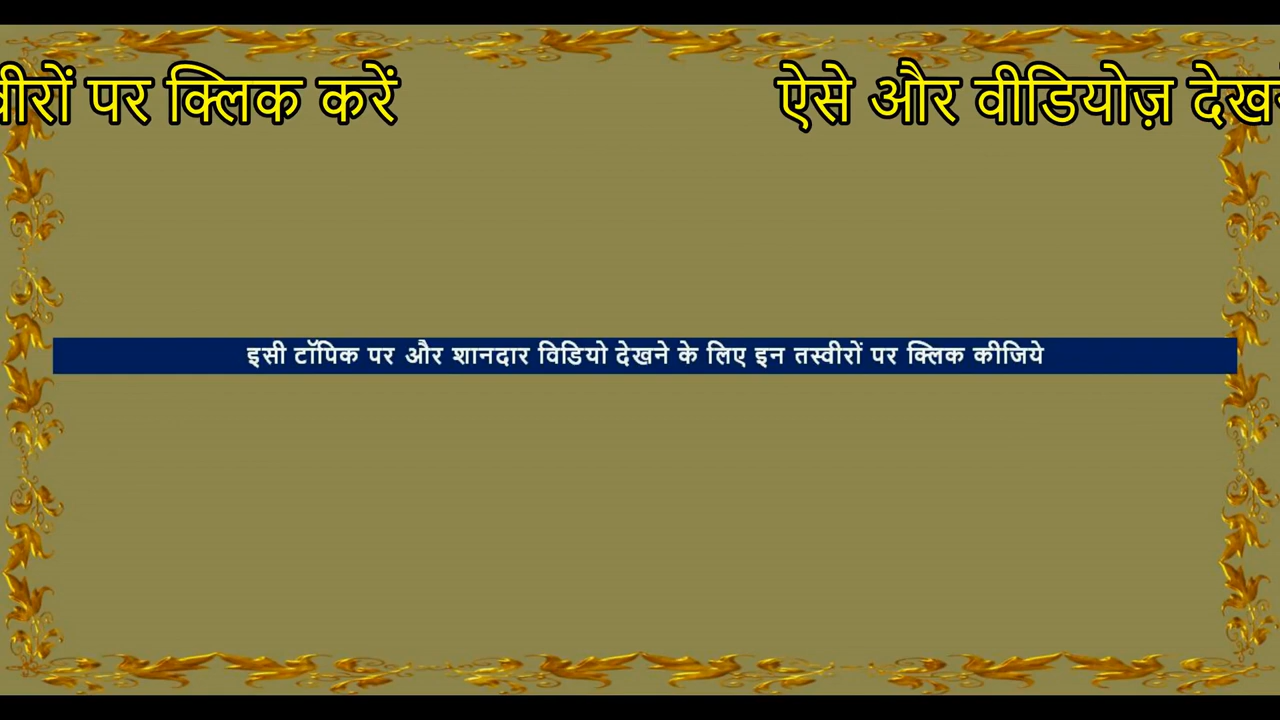 पर क्लिक करें ऐसे और वीडियोज़
इसी टॉपिक पर और शानदार विडियो देखने के लिए इन तस्वीरों पर क्लिक कीजिये